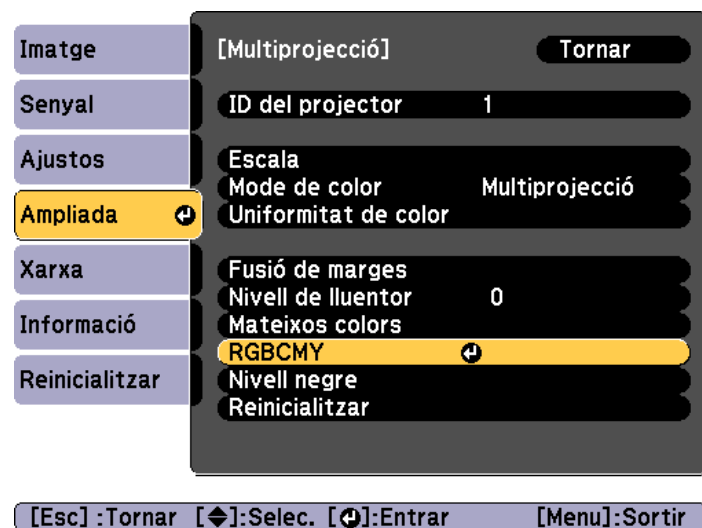 Imatge
Senyal
Ajustos
Ampliada
Xarxa
Informació
Reinicialitzar
[Multiprojecció] Tornar
ID del projector 1
Escala
Mode de color Multiprojecció
Uniformitat de color
Fusió de marges
Nivell de lluentor 0
Mateixos colors
RGBCMY
Nivell negre
Reinicialitzar
[Esc] :Tornar [◆]:Selec. [↵]:Entrar [Menu]:Sortir